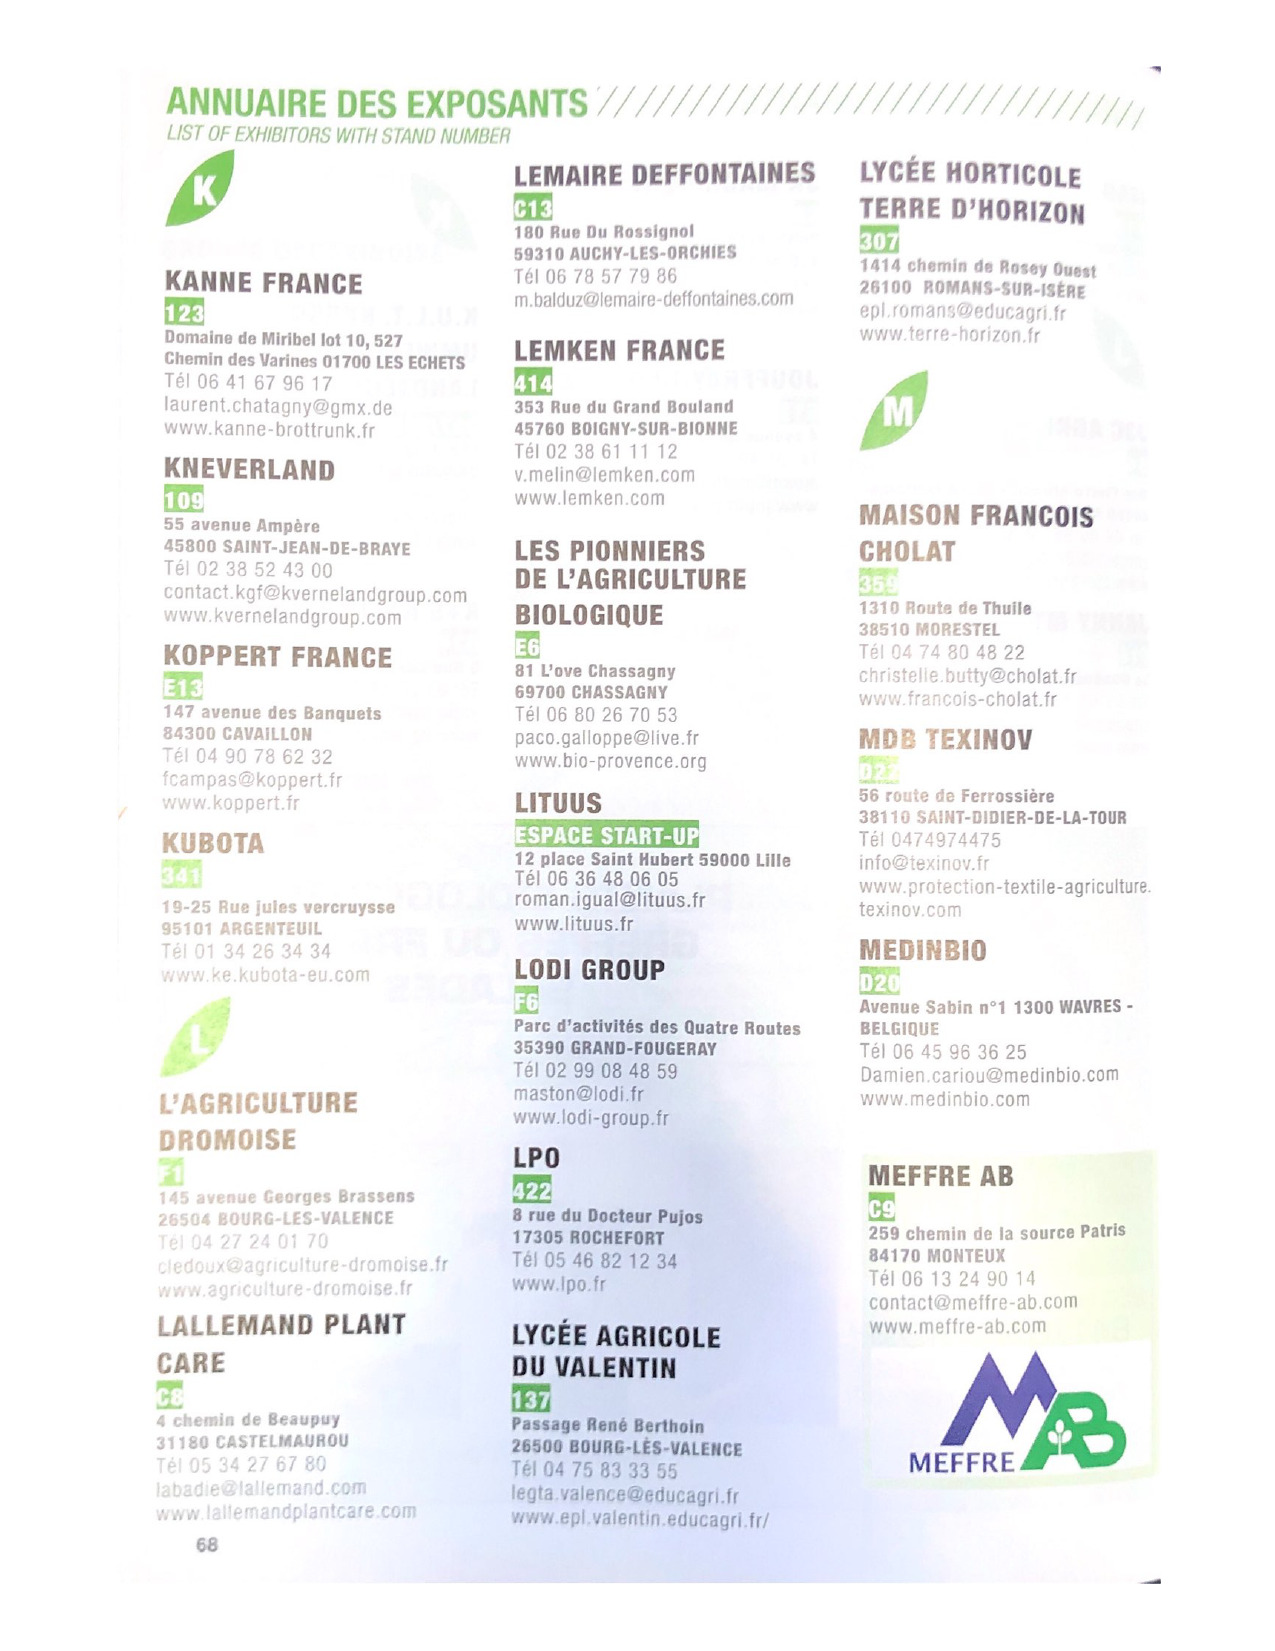 ANNUAIRE DES EXPOSANTS
LIST OF EXHIBITORS WITH STAND NUMBER
K
KANNE FRANCE
123
Domaine de Miribel lot 10, 527
Chemin des Varines 01700 LES ECHETS
Tél 06 41 67 96 17
laurent.chatagny@gmx.de
www.kanne-brottrunk.fr
KNEVERLAND
109
55 avenue Ampère
45800 SAINT-JEAN-DE-BRAYE
Tél 02 38 52 43 00
contact.kgf@kvernelandgroup.com
www.kvernelandgroup.com
KOPPERT FRANCE
E13
147 avenue des Banquets
84300 CAVAILLON
Tél 04 90 78 62 32
fcampas@koppert.fr
www.koppert.fr
KUBOTA
341
19-25 Rue jules vercruysse
95101 ARGENTEUIL
Tél 01 34 26 34 34
www.ke.kubota-eu.com
L
L'AGRICULTURE
DROMOISE
F1
145 avenue Georges Brassens
26504 BOURG-LES-VALENCE
Tél 04 27 24 01 70
cledoux@agriculture-dromoise.fr
www.agriculture-dromoise.fr
LALLEMAND PLANT
CARE
C8
4 chemin de Beaupuy
31180 CASTELMAUROU
Tél 05 34 27 67 80
labadie@lallemand.com
www.lallemandplantcare.com
68
LEMAIRE DEFFONTAINES
C13
180 Rue Du Rossignol
59310 AUCHY-LES-ORCHIES
Tél 06 78 57 79 86
m.balduz@lemaire-deffontaines.com
LEMKEN FRANCE
414
353 Rue du Grand Bouland
45760 BOIGNY-SUR-BIONNE
Tél 02 38 61 11 12
v.melin@lemken.com
www.lemken.com
LES PIONNIERS
DE L'AGRICULTURE
BIOLOGIQUE
E6
81 L'ove Chassagny
69700 CHASSAGNY
Tél 06 80 26 70 53
paco.galloppe@live.fr
www.bio-provence.org
LITUUS
ESPACE START-UP
12 place Saint Hubert 59000 Lille
Tél 06 36 48 06 05
roman.igual@lituus.fr
www.lituus.fr
LODI GROUP
F6
Parc d'activités des Quatre Routes
35390 GRAND-FOUGERAY
Tél 02 99 08 48 59
maston@lodi.fr
www.lodi-group.fr
LPO
422
8 rue du Docteur Pujos
17305 ROCHEFORT
Tél 05 46 82 12 34
www.lpo.fr
LYCÉE AGRICOLE
DU VALENTIN
137
Passage René Berthoin
26500 BOURG-LÈS-VALENCE
Tél 04 75 83 33 55
legta.valence@educagri.fr
www.epl.valentin.educagri.fr/
LYCÉE HORTICOLE
TERRE D'HORIZON
307
1414 chemin de Rosey Ouest
26100 ROMANS-SUR-ISÈRE
epl.romans@educagri.fr
www.terre-horizon.fr
M
MAISON FRANCOIS
CHOLAT
359
1310 Route de Thuile
38510 MORESTEL
Tél 04 74 80 48 22
christelle.butty@cholat.fr
www.francois-cholat.fr
MDB TEXINOV
56 route de Ferrossière
38110 SAINT-DIDIER-DE-LA-TOUR
Tél 0474974475
info@texinov.fr
www.protection-textile-agriculture.
texinov.com
MEDINBIO
D20
Avenue Sabin n°1 1300 WAVRES -
BELGIQUE
Tél 06 45 96 36 25
Damien.cariou@medinbio.com
www.medinbio.com
MEFFRE AB
C9
259 chemin de la source Patris
84170 MONTEUX
Tél 06 13 24 90 14
contact@meffre-ab.com
www.meffre-ab.com
MAB
MEFFRE